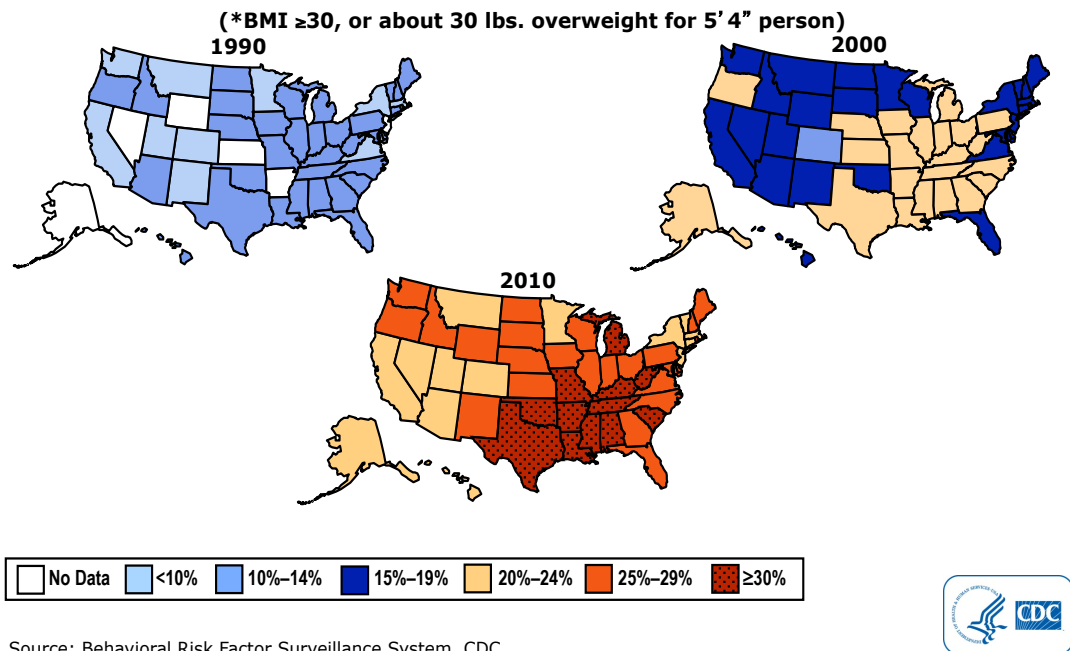 (*BMI ≥30, or about 30 lbs. overweight for 5’4” person)
1990
2000
2010
No Data
<10%
10%–14%
15%–19%
20%–24%
25%–29%
≥30%
CDC
Source: Behavioral Risk Factor Surveillance System, CDC